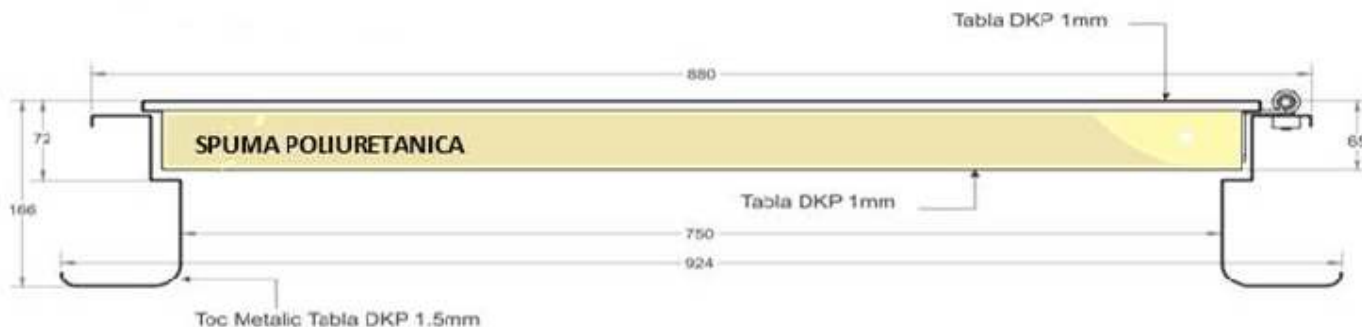 Tabla DKP 1mm
880
72
SPUMA POLIURETANICA
Tabla DKP 1mm
166
750
924
Toc Metalic Tabla DKP 1.5mm